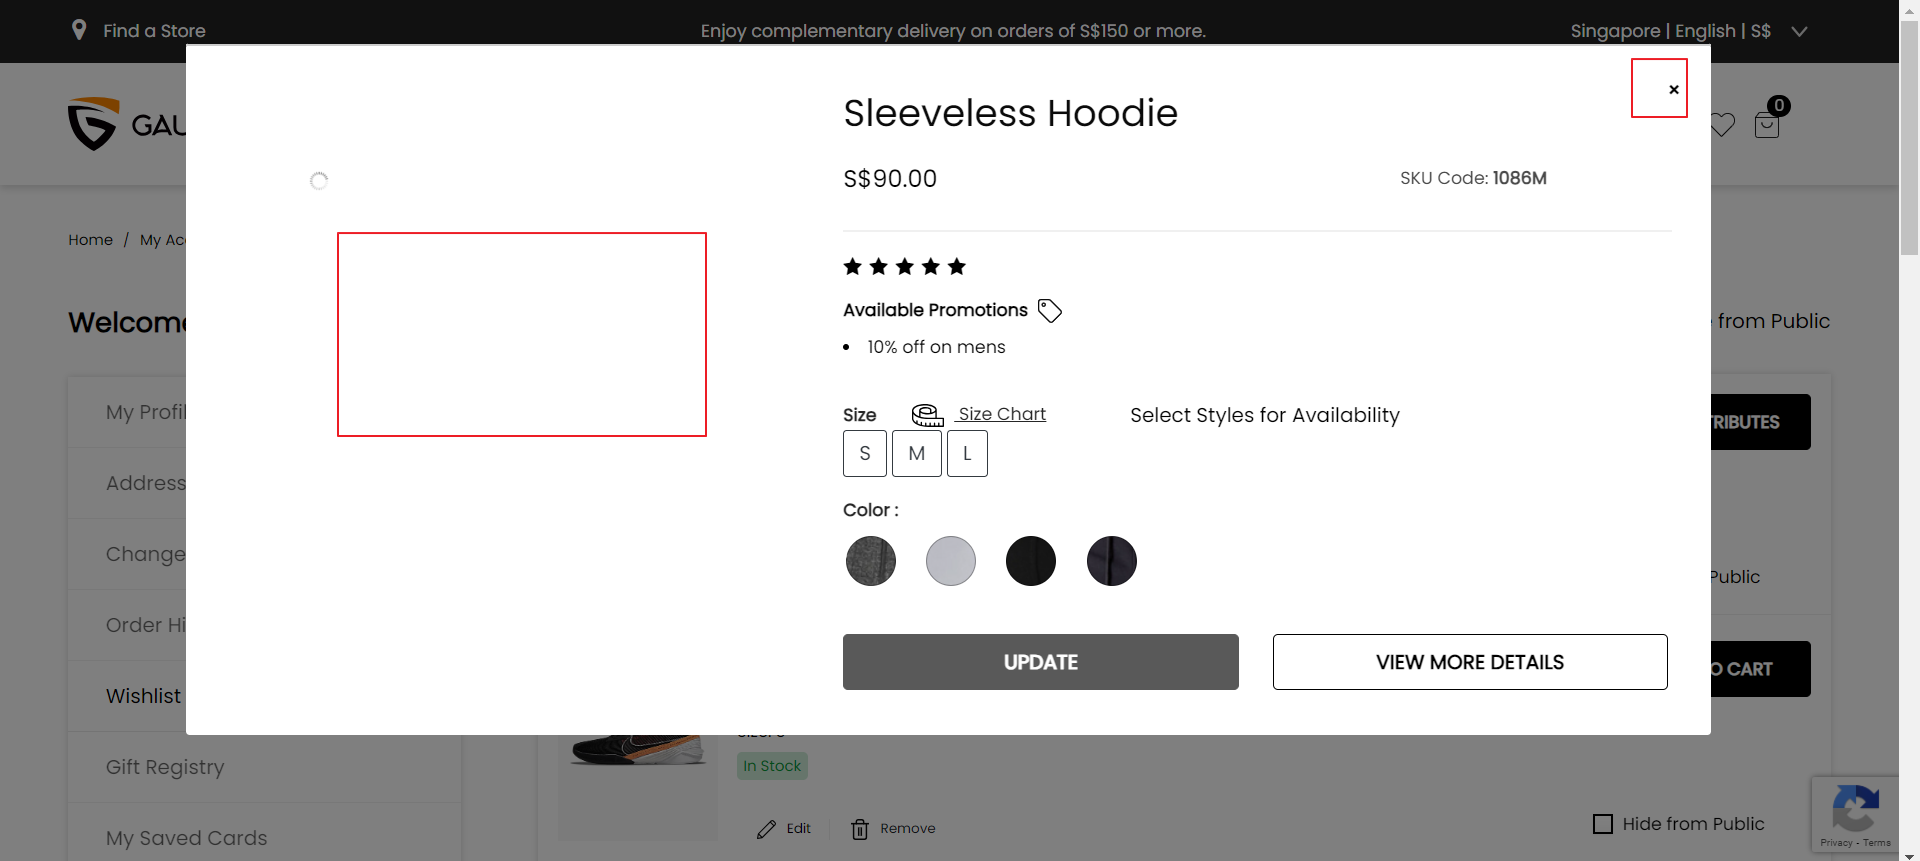 Find a Store
Enjoy complementary delivery on orders of S$150 or more.
Singapore | English | S$
GAU
0
×
Sleeveless Hoodie
S$90.00
SKU Code: 1086M
Home / My Acc
Available Promotions
• 10% off on mens
Welcome
from Public
Size
Size Chart
Select Styles for Availability
S M L
My Profil
TRIBUTES
Address
Color :
Change
Public
Order Hi
UPDATE
VIEW MORE DETAILS
O CART
Wishlist
In Stock
Gift Registry
Edit
Remove
Hide from Public
My Saved Cards
Privacy - Terms